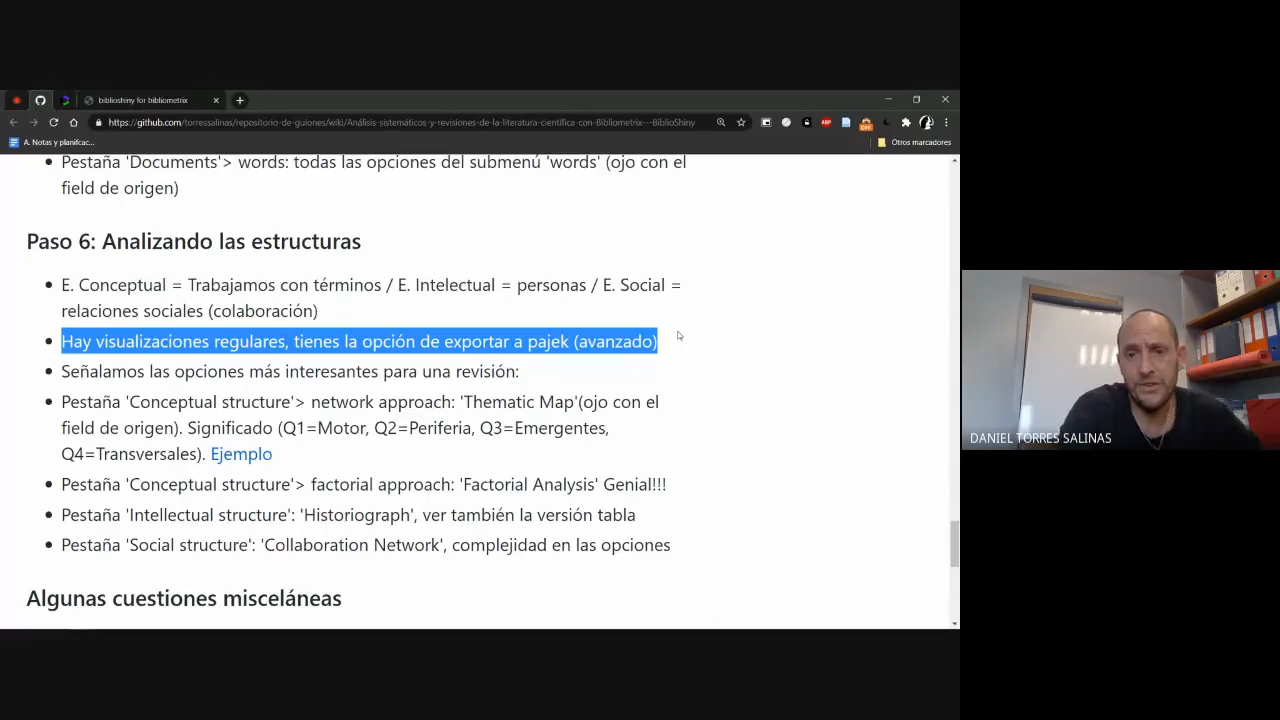 biblioshiny for bibliometrix
https://github.com/torressalinas/repositorio-de-guiones/wiki/Análisis-sistemáticos-y-revisiones-de-la-literatura-científica-con-Bibliometrix---BiblioShiny
A. Notas y planifcac...
Otros marcadores
Pestaña 'Documents'> words: todas las opciones del submenú 'words' (ojo con el
field de origen)
Paso 6: Analizando las estructuras
E. Conceptual = Trabajamos con términos / E. Intelectual = personas / E. Social =
relaciones sociales (colaboración)
Hay visualizaciones regulares, tienes la opción de exportar a pajek (avanzado)
Señalamos las opciones más interesantes para una revisión:
Pestaña 'Conceptual structure'> network approach: 'Thematic Map'(ojo con el
field de origen). Significado (Q1=Motor, Q2=Periferia, Q3=Emergentes,
Q4=Transversales). Ejemplo
Pestaña 'Conceptual structure'> factorial approach: 'Factorial Analysis' Genial!!!
Pestaña 'Intellectual structure': 'Historiograph', ver también la versión tabla
Pestaña 'Social structure': 'Collaboration Network', complejidad en las opciones
Algunas cuestiones misceláneas
DANIEL TORRES SALINAS